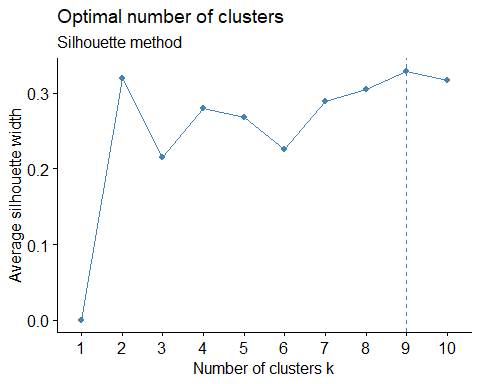 Optimal number of clusters
Silhouette method
Average silhouette width
0.3
0.2
0.1
0.0
1 2 3 4 5 6 7 8 9 10
Number of clusters k